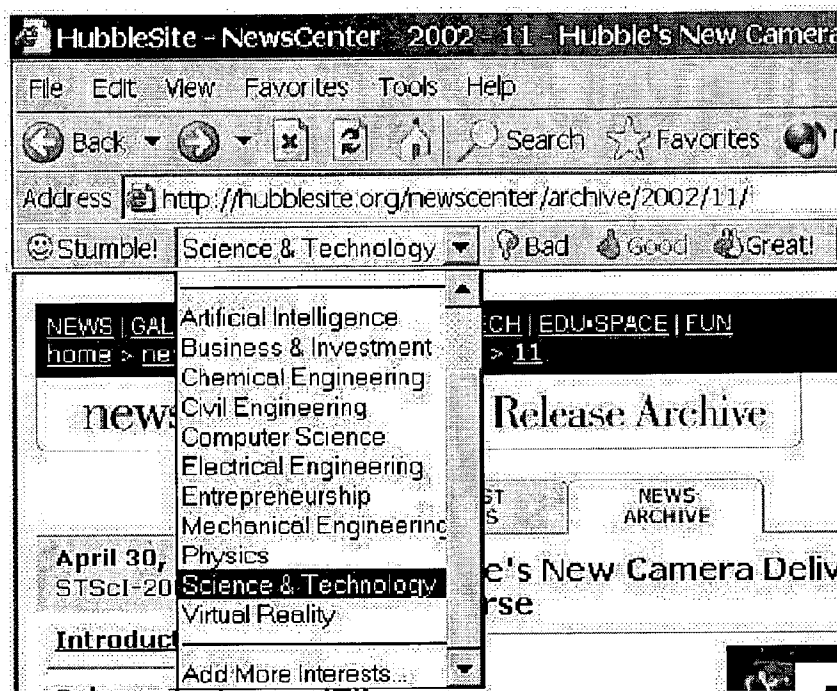 HubbleSite - NewsCenter - 2002 - 11 - Hubble's New Camera
File Edit View Favorites Tools Help
Back Search Favorites
Address http://hubblesite.org/newscenter/archive/2002/11/
Stumble! Science & Technology Bad Good Great!
NEWS | GAL CH | EDU•SPACE | FUN
home > ne > 11
news Release Archive
Artificial Intelligence
Business & Investment
Chemical Engineering
Civil Engineering
Computer Science
Electrical Engineering
Entrepreneurship
Mechanical Engineering
Physics
Science & Technology
Virtual Reality
Add More Interests...
ST
S
NEWS
ARCHIVE
April 30,
STScI-20
e's New Camera Deliv
rse
Introduct